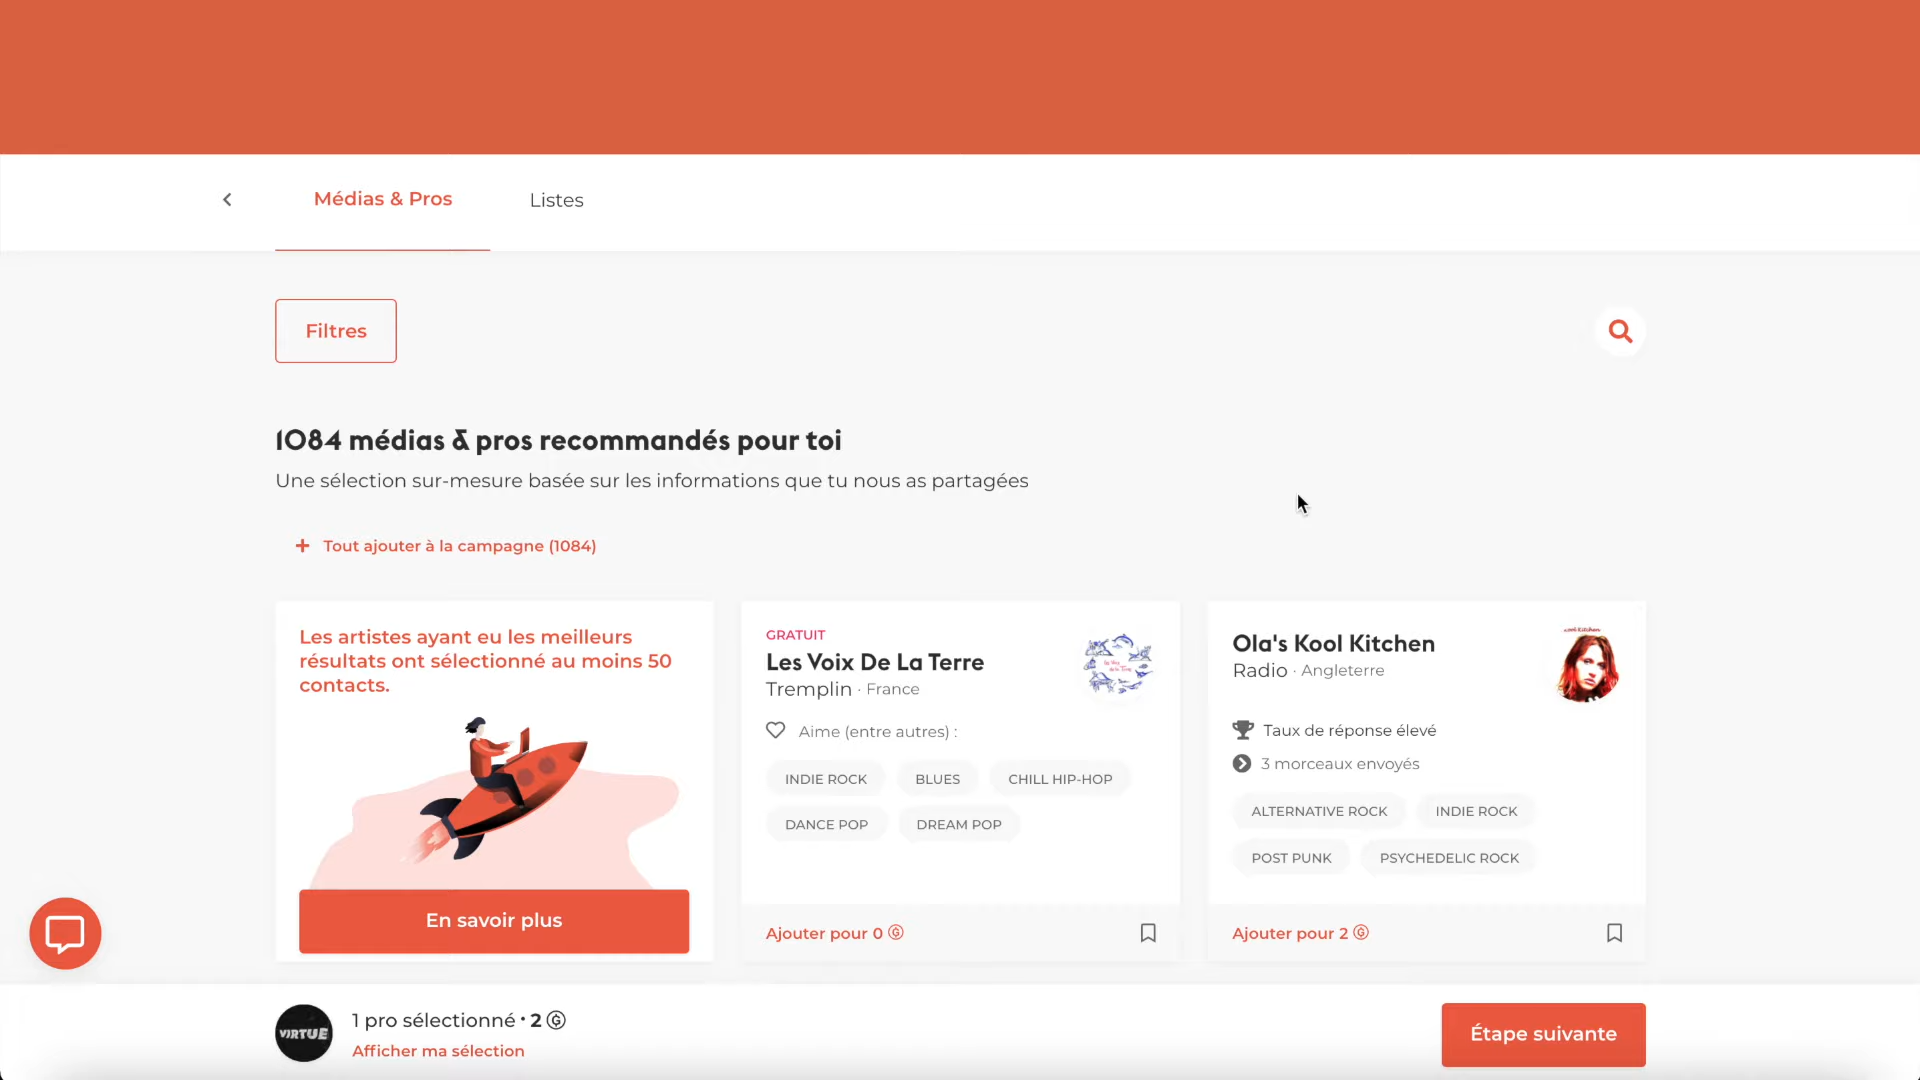 Médias & Pros
Listes
Filtres
1084 médias & pros recommandés pour toi
Une sélection sur-mesure basée sur les informations que tu nous as partagées
+ Tout ajouter à la campagne (1084)
Les artistes ayant eu les meilleurs
résultats ont sélectionné au moins 50
contacts.
En savoir plus
GRATUIT
Les Voix De La Terre
Tremplin · France
Aime (entre autres) :
INDIE ROCK
BLUES
CHILL HIP-HOP
DANCE POP
DREAM POP
Ajouter pour 0
Ola's Kool Kitchen
Radio · Angleterre
Taux de réponse élevé
3 morceaux envoyés
ALTERNATIVE ROCK
INDIE ROCK
POST PUNK
PSYCHEDELIC ROCK
Ajouter pour 2
VIRTUE
1 pro sélectionné · 2
Afficher ma sélection
Étape suivante